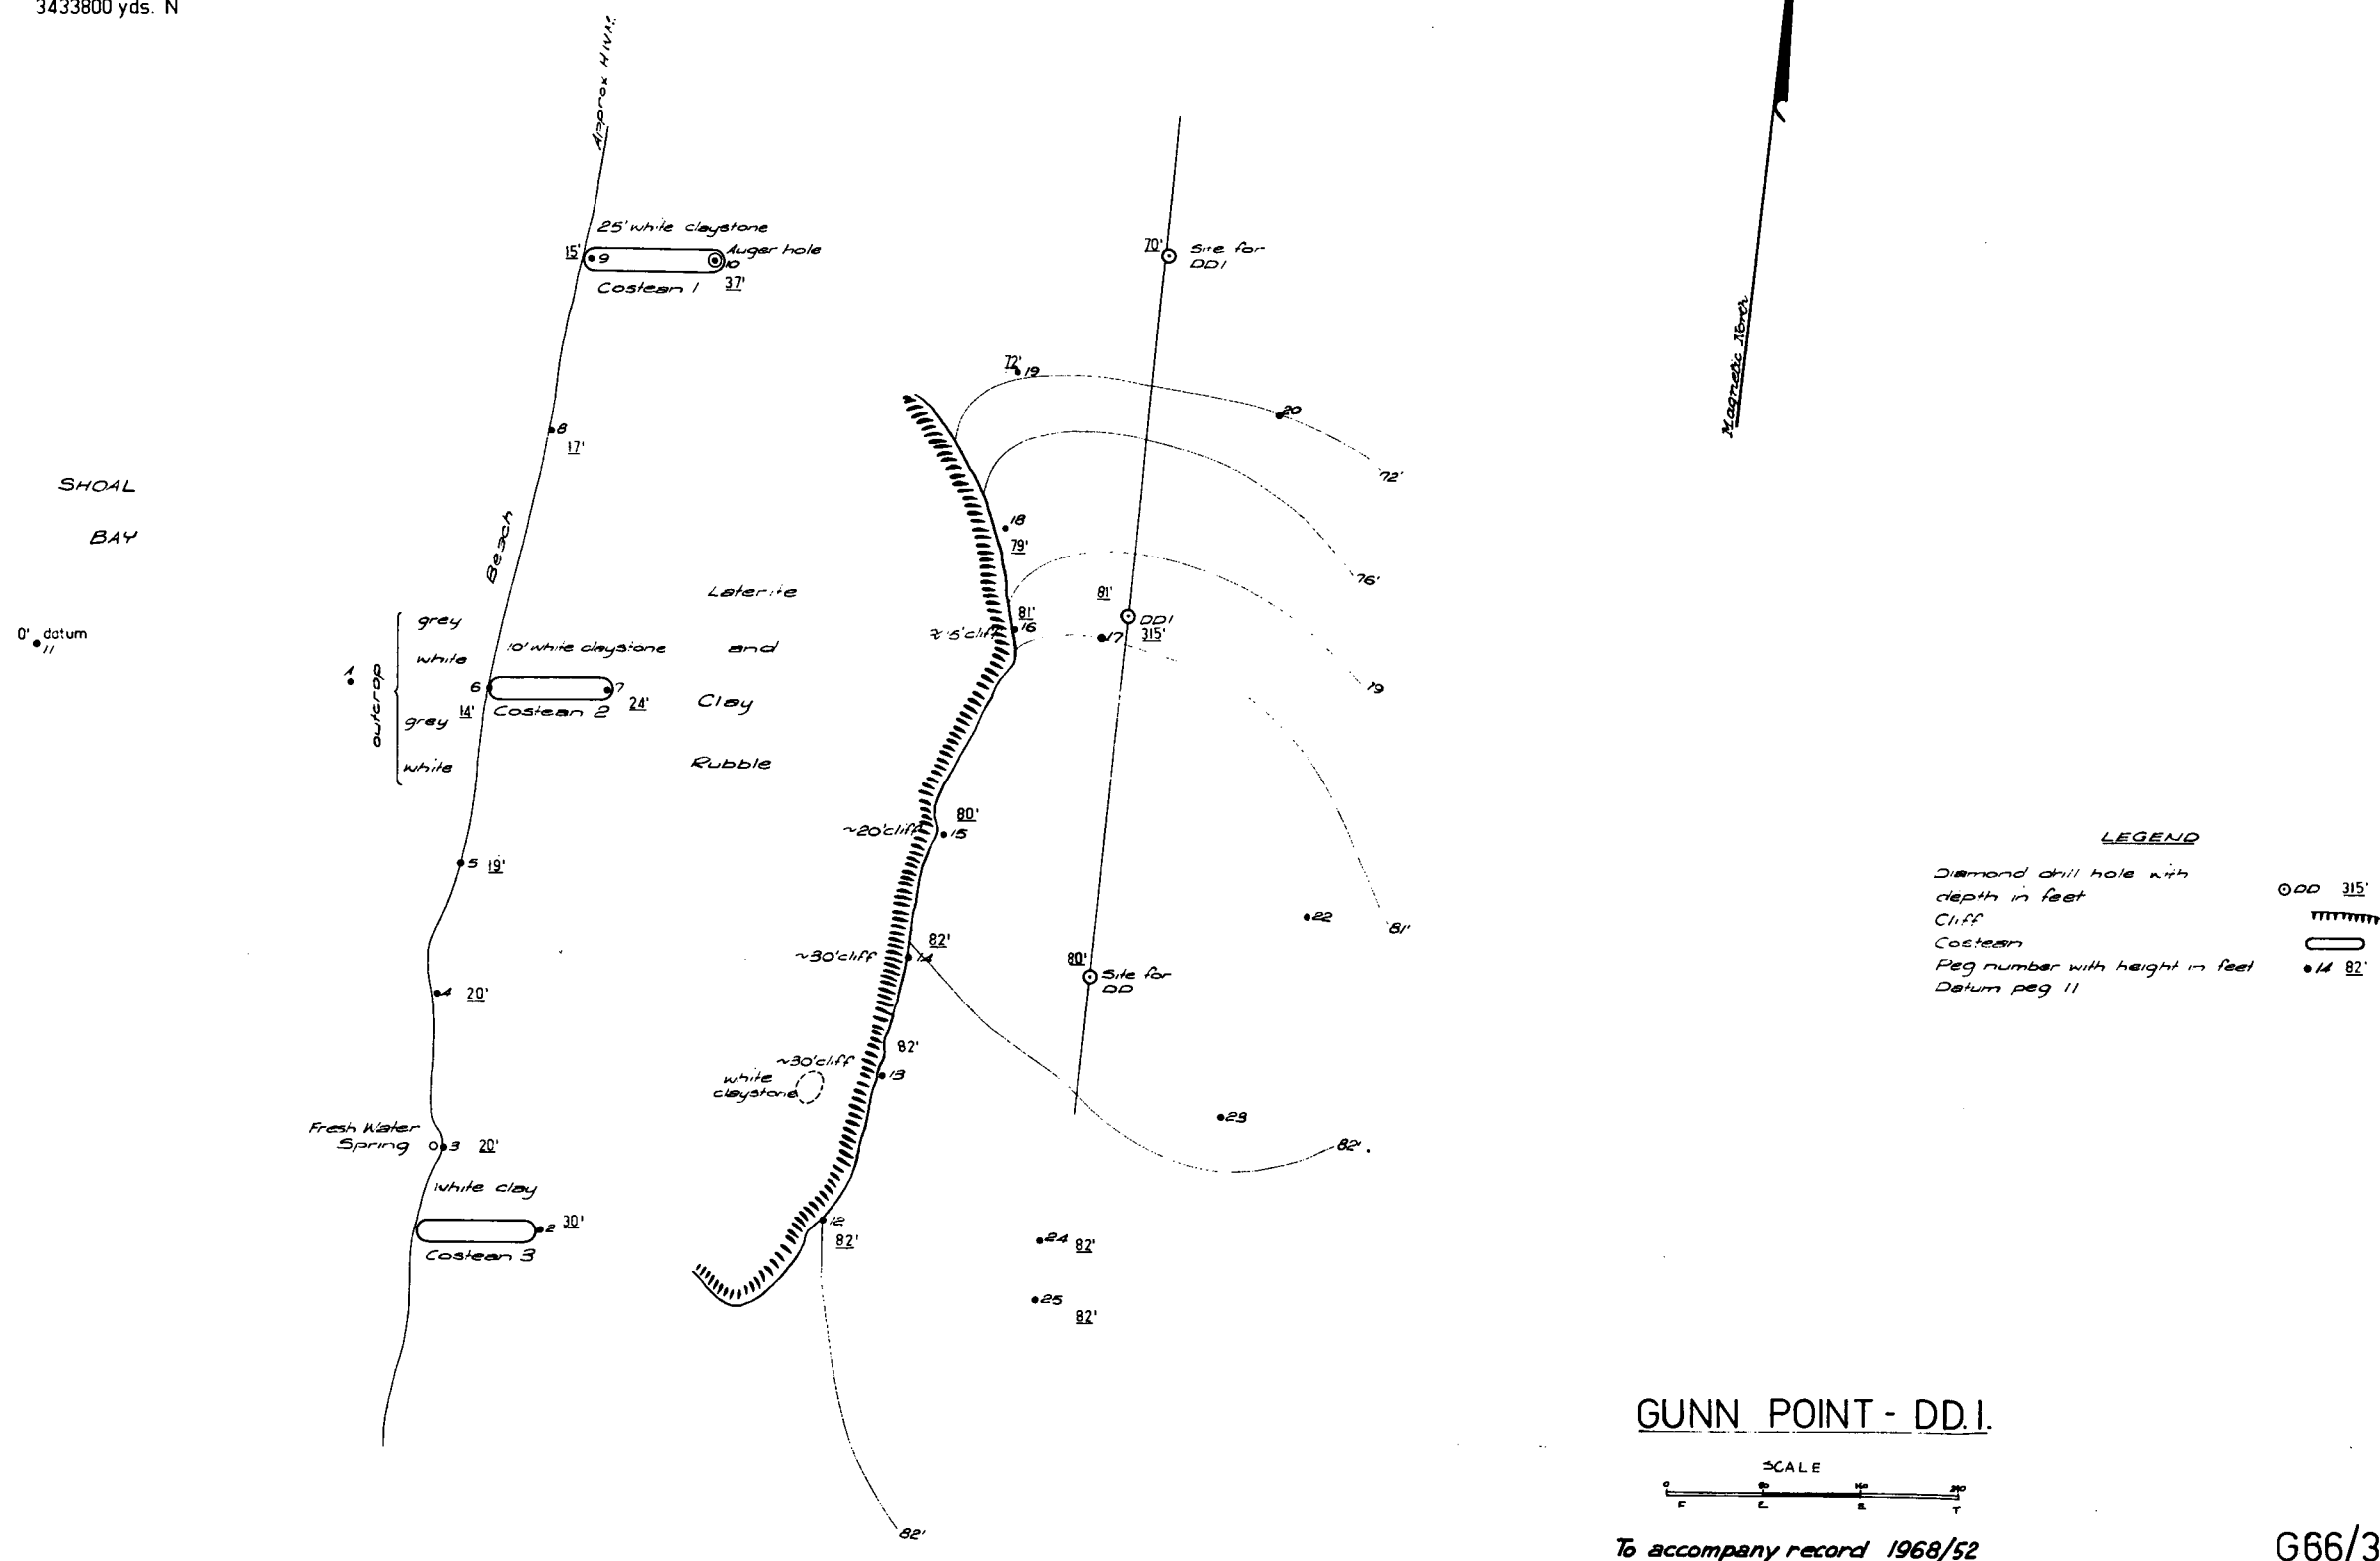 3433800 yds. N
Approx H.W.M.
25' white claystone
15'
9
Auger hole
10
37'
Costean 1
70'
Site for
DD1
Magnetic North
72'
19
20
72'
8
17'
SHOAL
BAY
Beach
18
79'
76'
Laterite
and
Clay
Rubble
0' datum
11
1
outcrop
grey
white
grey
white
10' white claystone
6
7
14'
Costean 2
24'
81'
16
5' cliff
81'
DD1
315'
17
79
~20' cliff
80'
15
5 19'
LEGEND
Diamond drill hole with
depth in feet
DD 315'
Cliff
Costean
Peg number with height in feet
14 82'
Datum peg 11
22
81'
~30' cliff
82'
14
80'
Site for
DD
4 20'
82'
~30' cliff
13
white
claystone
23
82'
Fresh Water
Spring
3 20'
White clay
2 30'
Costean 3
12
82'
24 82'
25
82'
82'
GUNN POINT - DD.1.
SCALE
0
F E E T
To accompany record 1968/52
G66/3